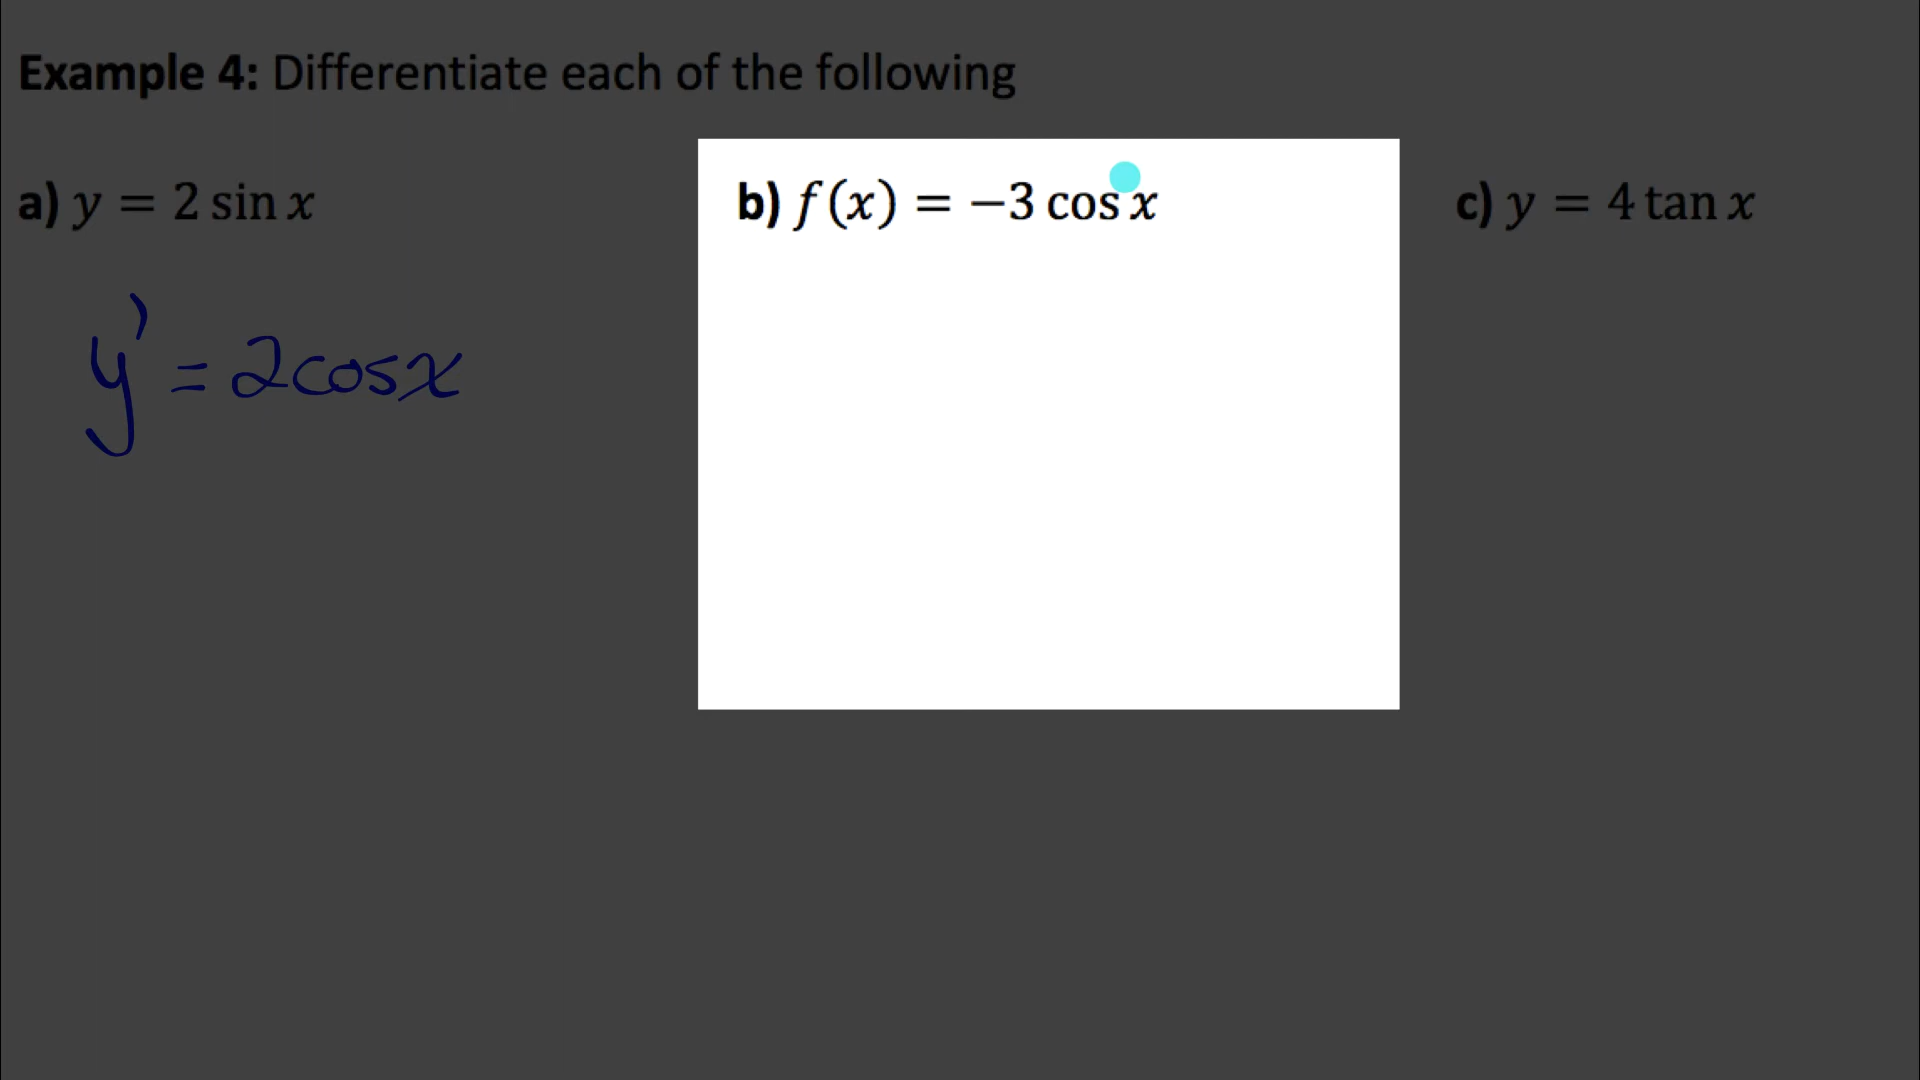 Example 4: Differentiate each of the following
a) y = 2 sin x
b) f(x) = −3 cos x
c) y = 4 tan x
y' = 2cosx